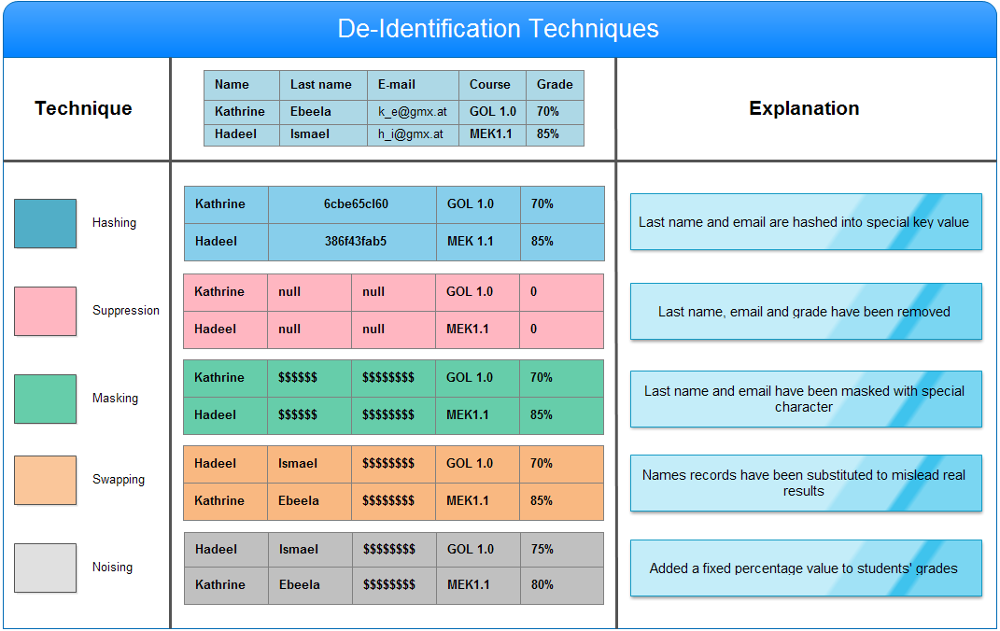 De-Identification Techniques
Technique
Name Last name E-mail Course Grade
Kathrine Ebeela k_e@gmx.at GOL 1.0 70%
Hadeel Ismael h_i@gmx.at MEK1.1 85%
Explanation
Hashing
Kathrine 6cbe65cl60 GOL 1.0 70%
Hadeel 386f43fab5 MEK 1.1 85%
Last name and email are hashed into special key value
Suppression
Kathrine null null GOL 1.0 0
Hadeel null null MEK1.1 0
Last name, email and grade have been removed
Masking
Kathrine $$$$$$ $$$$$$$$ GOL 1.0 70%
Hadeel $$$$$$ $$$$$$$$ MEK1.1 85%
Last name and email have been masked with special
character
Swapping
Hadeel Ismael $$$$$$$$ GOL 1.0 70%
Kathrine Ebeela $$$$$$$$ MEK1.1 85%
Names records have been substituted to mislead real
results
Noising
Hadeel Ismael $$$$$$$$ GOL 1.0 75%
Kathrine Ebeela $$$$$$$$ MEK1.1 80%
Added a fixed percentage value to students' grades